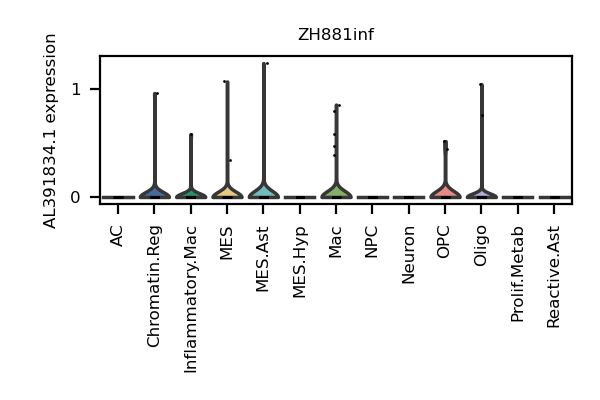 ZH881inf
AL391834.1 expression
1
0
AC
Chromatin.Reg
Inflammatory.Mac
MES
MES.Ast
MES.Hyp
Mac
NPC
Neuron
OPC
Oligo
Prolif.Metab
Reactive.Ast